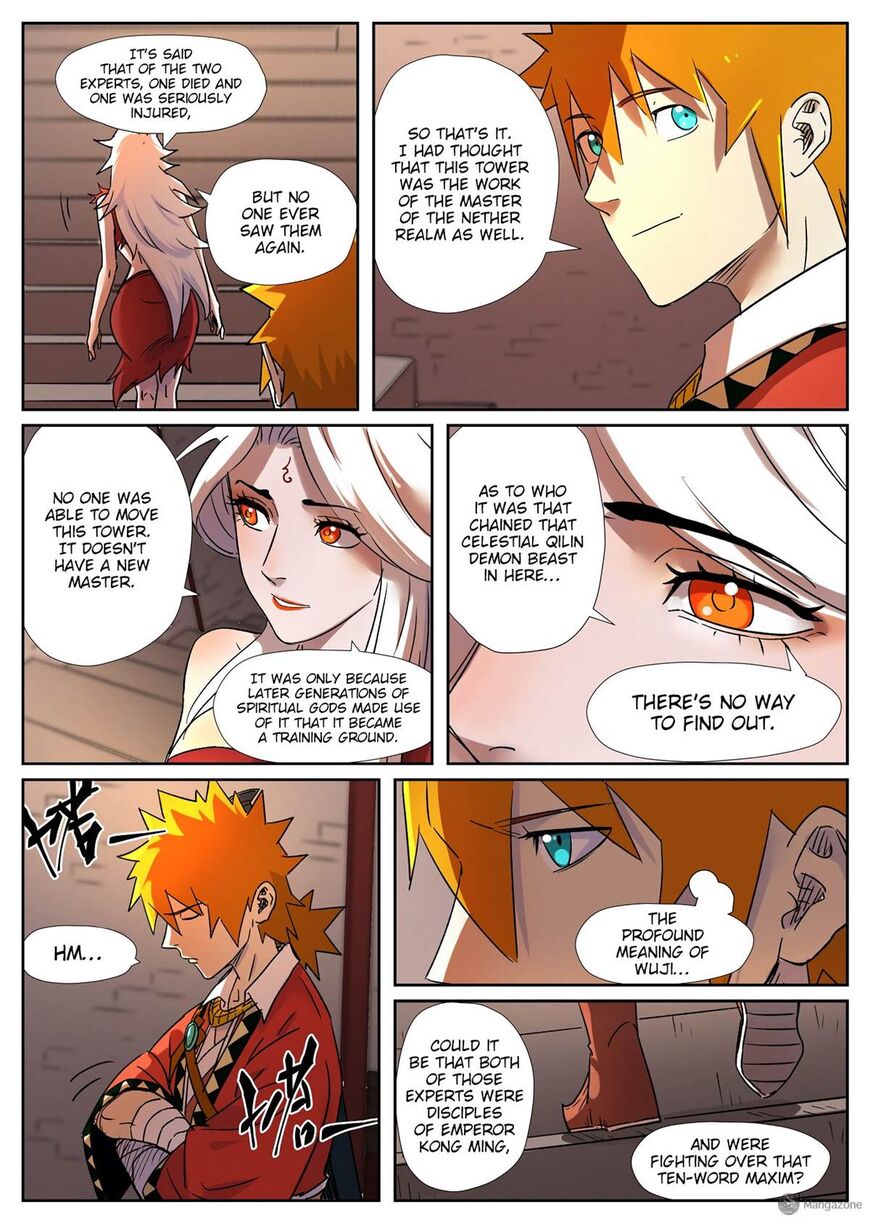 IT'S SAID
THAT OF THE TWO
EXPERTS, ONE DIED AND
ONE WAS SERIOUSLY
INJURED,
BUT NO
ONE EVER
SAW THEM
AGAIN.
SO THAT'S IT.
I HAD THOUGHT
THAT THIS TOWER
WAS THE WORK
OF THE MASTER
OF THE NETHER
REALM AS WELL.
NO ONE WAS
ABLE TO MOVE
THIS TOWER.
IT DOESN'T
HAVE A NEW
MASTER.
IT WAS ONLY BECAUSE
LATER GENERATIONS OF
SPIRITUAL GODS MADE USE
OF IT THAT IT BECAME
A TRAINING GROUND.
AS TO WHO
IT WAS THAT
CHAINED THAT
CELESTIAL QILIN
DEMON BEAST
IN HERE...
THERE'S NO WAY
TO FIND OUT.
HM...
THE
PROFOUND
MEANING OF
WUJI...
COULD IT
BE THAT BOTH
OF THOSE
EXPERTS WERE
DISCIPLES
OF EMPEROR
KONG MING,
AND WERE
FIGHTING OVER THAT
TEN-WORD MAXIM?
Mangazone